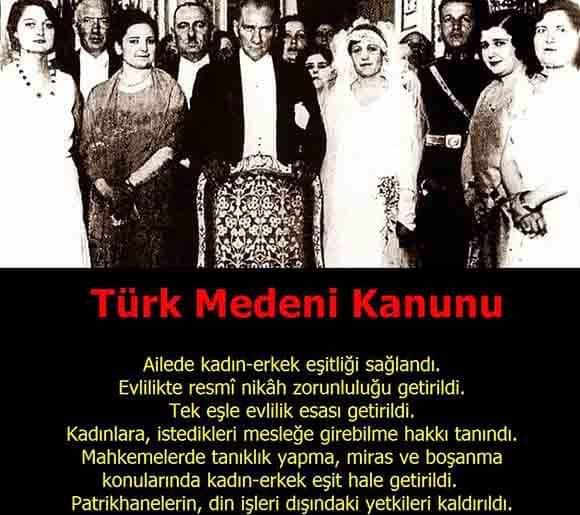 Türk Medeni Kanunu
Ailede kadın-erkek eşitliği sağlandı.
Evlilikte resmî nikâh zorunluluğu getirildi.
Tek eşle evlilik esası getirildi.
Kadınlara, istedikleri mesleğe girebilme hakkı tanındı.
Mahkemelerde tanıklık yapma, miras ve boşanma
konularında kadın-erkek eşit hale getirildi.
Patrikhanelerin, din işleri dışındaki yetkileri kaldırıldı.